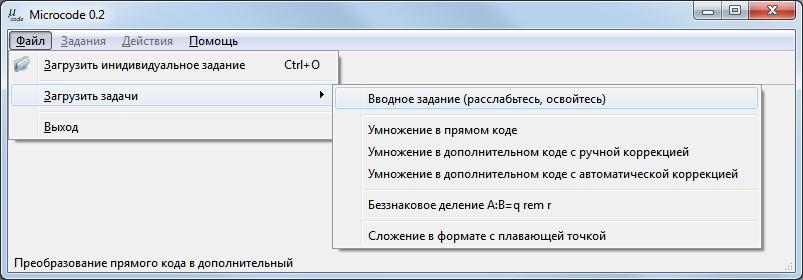 μ
code
Microcode 0.2
Файл Задания Действия Помощь
Загрузить инидивидуальное задание Ctrl+O
Загрузить задачи
Выход
Вводное задание (расслабьтесь, освойтесь)
Умножение в прямом коде
Умножение в дополнительном коде с ручной коррекцией
Умножение в дополнительном коде с автоматической коррекцией
Беззнаковое деление A:B=q rem r
Сложение в формате с плавающей точкой
Преобразование прямого кода в дополнительный